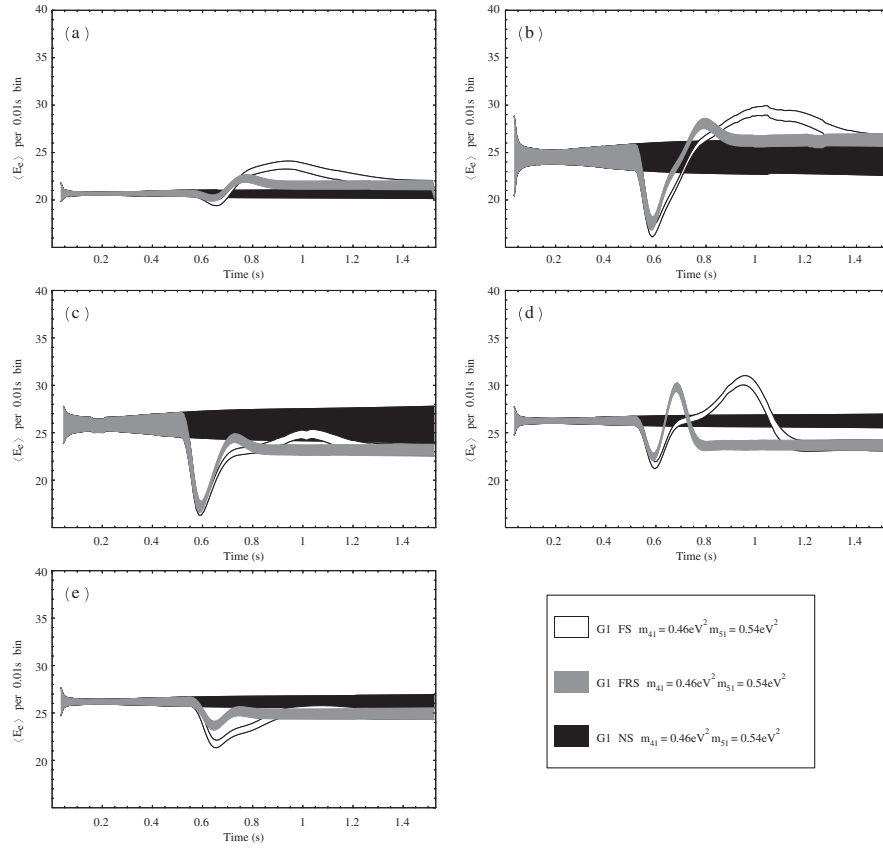 (a)
40
35
30
25
20
⟨Ee⟩ per 0.01s bin
0.2 0.4 0.6 0.8 1 1.2 1.4
Time (s)
(b)
40
35
30
25
20
⟨Ee⟩ per 0.01s bin
0.2 0.4 0.6 0.8 1 1.2 1.4
Time (s)
(c)
40
35
30
25
20
⟨Ee⟩ per 0.01s bin
0.2 0.4 0.6 0.8 1 1.2 1.4
Time (s)
(d)
40
35
30
25
20
⟨Ee⟩ per 0.01s bin
0.2 0.4 0.6 0.8 1 1.2 1.4
Time (s)
(e)
40
35
30
25
20
⟨Ee⟩ per 0.01s bin
0.2 0.4 0.6 0.8 1 1.2 1.4
Time (s)
G1 FS m₄₁ = 0.46eV² m₅₁ = 0.54eV²
G1 FRS m₄₁ = 0.46eV² m₅₁ = 0.54eV²
G1 NS m₄₁ = 0.46eV² m₅₁ = 0.54eV²